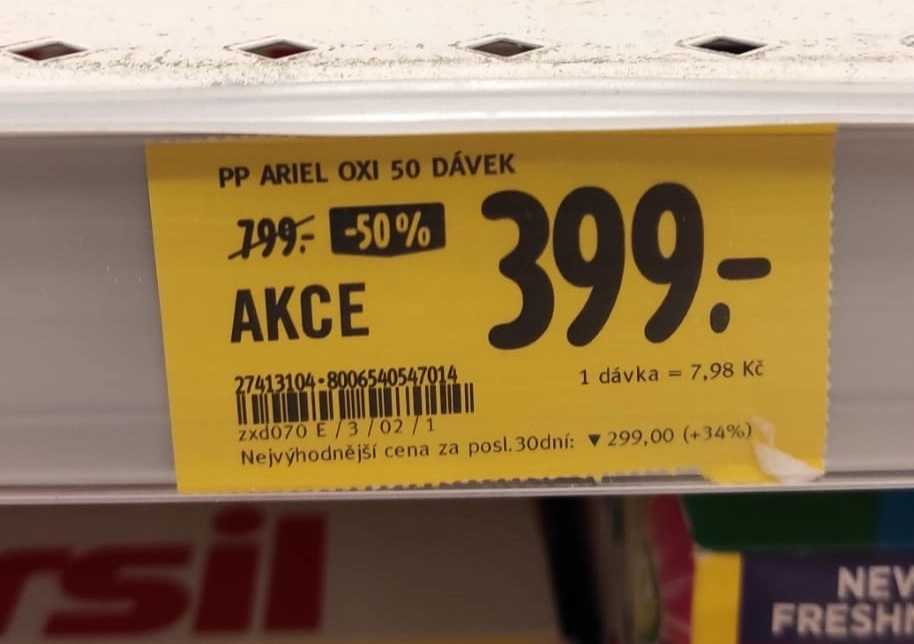 PP ARIEL OXI 50 DÁVEK
799.- -50%
399.-
AKCE
27413104-8006540547014
1 dávka = 7,98 Kč
zxd070 E / 3 / 02 / 1
Nejvýhodnější cena za posl.30dní: ▼ 299,00 (+34%)
rsil
NEW
FRESH